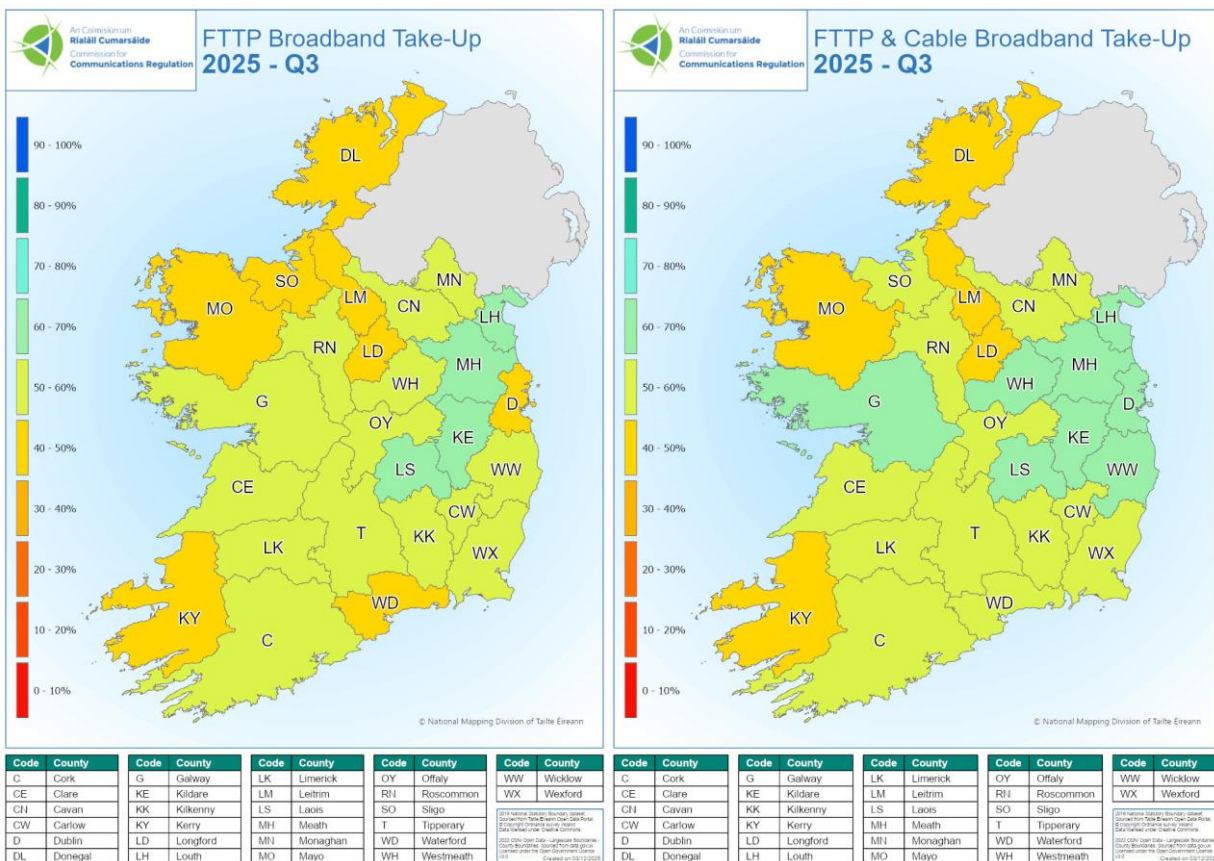 An Coimisiún um
Rialáil Cumarsáide
Commission for
Communications Regulation
FTTP Broadband Take-Up
2025 - Q3
90 - 100%
80 - 90%
70 - 80%
60 - 70%
50 - 60%
40 - 50%
30 - 40%
20 - 30%
10 - 20%
0 - 10%
DL
MN
SO
LM
CN
MO
LH
RN
LD
MH
WH
G
D
OY
KE
LS
WW
CE
CW
T
KK
LK
WX
WD
KY
C
© National Mapping Division of Tailte Éireann
Code County Code County Code County Code County Code County
C Cork G Galway LK Limerick OY Offaly WW Wicklow
CE Clare KE Kildare LM Leitrim RN Roscommon WX Wexford
CN Cavan KK Kilkenny LS Laois SO Sligo
CW Carlow KY Kerry MH Meath T Tipperary
D Dublin LD Longford MN Monaghan WD Waterford
DL Donegal LH Louth MO Mayo WH Westmeath
Created on 03/12/2025
An Coimisiún um
Rialáil Cumarsáide
Commission for
Communications Regulation
FTTP & Cable Broadband Take-Up
2025 - Q3
90 - 100%
80 - 90%
70 - 80%
60 - 70%
50 - 60%
40 - 50%
30 - 40%
20 - 30%
10 - 20%
0 - 10%
DL
MN
SO
LM
CN
MO
LH
RN
LD
MH
WH
G
D
OY
KE
LS
WW
CE
CW
T
KK
LK
WX
WD
KY
C
© National Mapping Division of Tailte Éireann
Code County Code County Code County Code County Code County
C Cork G Galway LK Limerick OY Offaly WW Wicklow
CE Clare KE Kildare LM Leitrim RN Roscommon WX Wexford
CN Cavan KK Kilkenny LS Laois SO Sligo
CW Carlow KY Kerry MH Meath T Tipperary
D Dublin LD Longford MN Monaghan WD Waterford
DL Donegal LH Louth MO Mayo WH Westmeath
Created on 03/12/2025